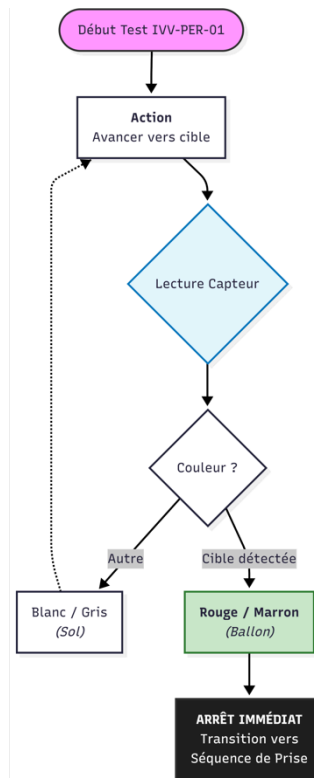 Début Test IVV-PER-01
Action
Avancer vers cible
Lecture Capteur
Couleur ?
Autre
Cible détectée
Blanc / Gris
(Sol)
Rouge / Marron
(Ballon)
ARRÊT IMMÉDIAT
Transition vers
Séquence de Prise